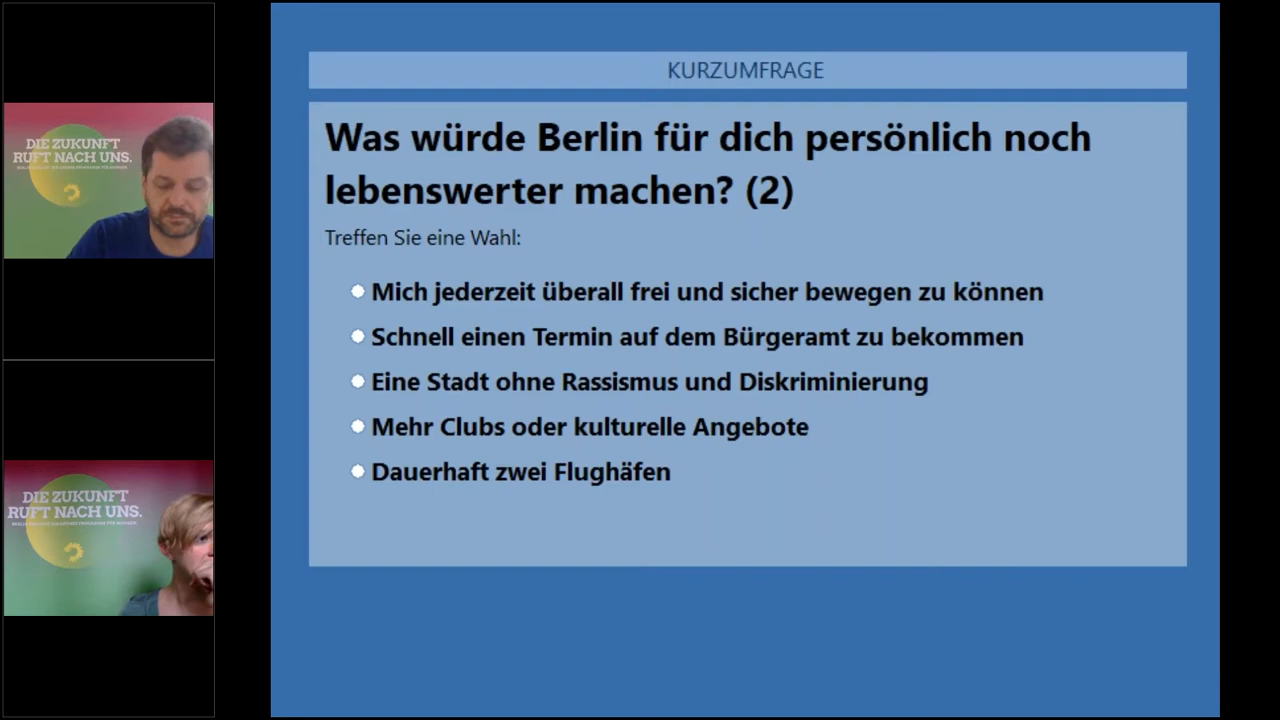 KURZUMFRAGE
Was würde Berlin für dich persönlich noch
lebenswerter machen? (2)
Treffen Sie eine Wahl:
Mich jederzeit überall frei und sicher bewegen zu können
Schnell einen Termin auf dem Bürgeramt zu bekommen
Eine Stadt ohne Rassismus und Diskriminierung
Mehr Clubs oder kulturelle Angebote
Dauerhaft zwei Flughäfen
DIE ZUKUNFT
RUFT NACH UNS.
DIE ZUKUNFT
RUFT NACH UNS.